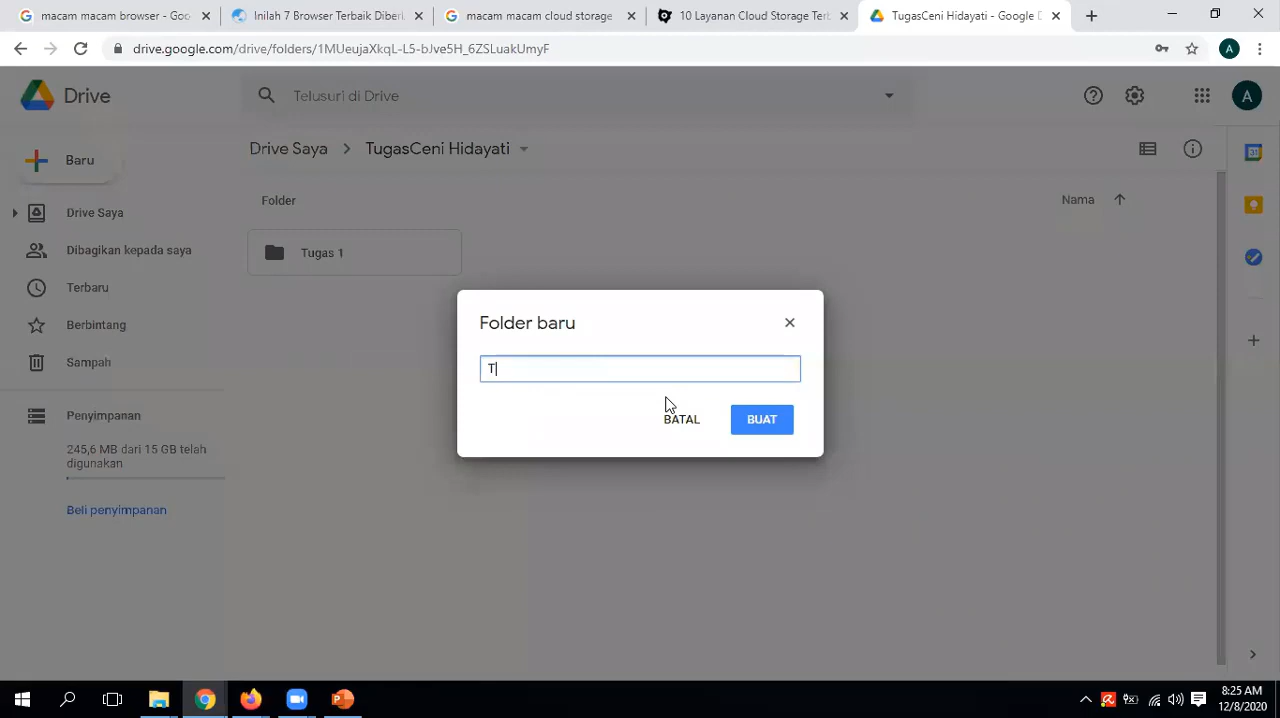 macam macam browser - Goo
Inilah 7 Browser Terbaik Diberi
macam macam cloud storage
10 Layanan Cloud Storage Terb
TugasCeni Hidayati - Google D
drive.google.com/drive/folders/1MUeujaXkqL-L5-bJve5H_6ZSLuakUmyF
A
Drive
Telusuri di Drive
A
Baru
Drive Saya > TugasCeni Hidayati
Folder
Nama
Drive Saya
Tugas 1
Dibagikan kepada saya
Terbaru
Berbintang
Sampah
Penyimpanan
245,6 MB dari 15 GB telah
digunakan
Beli penyimpanan
Folder baru
T
BATAL
BUAT
31
8:25 AM
12/8/2020